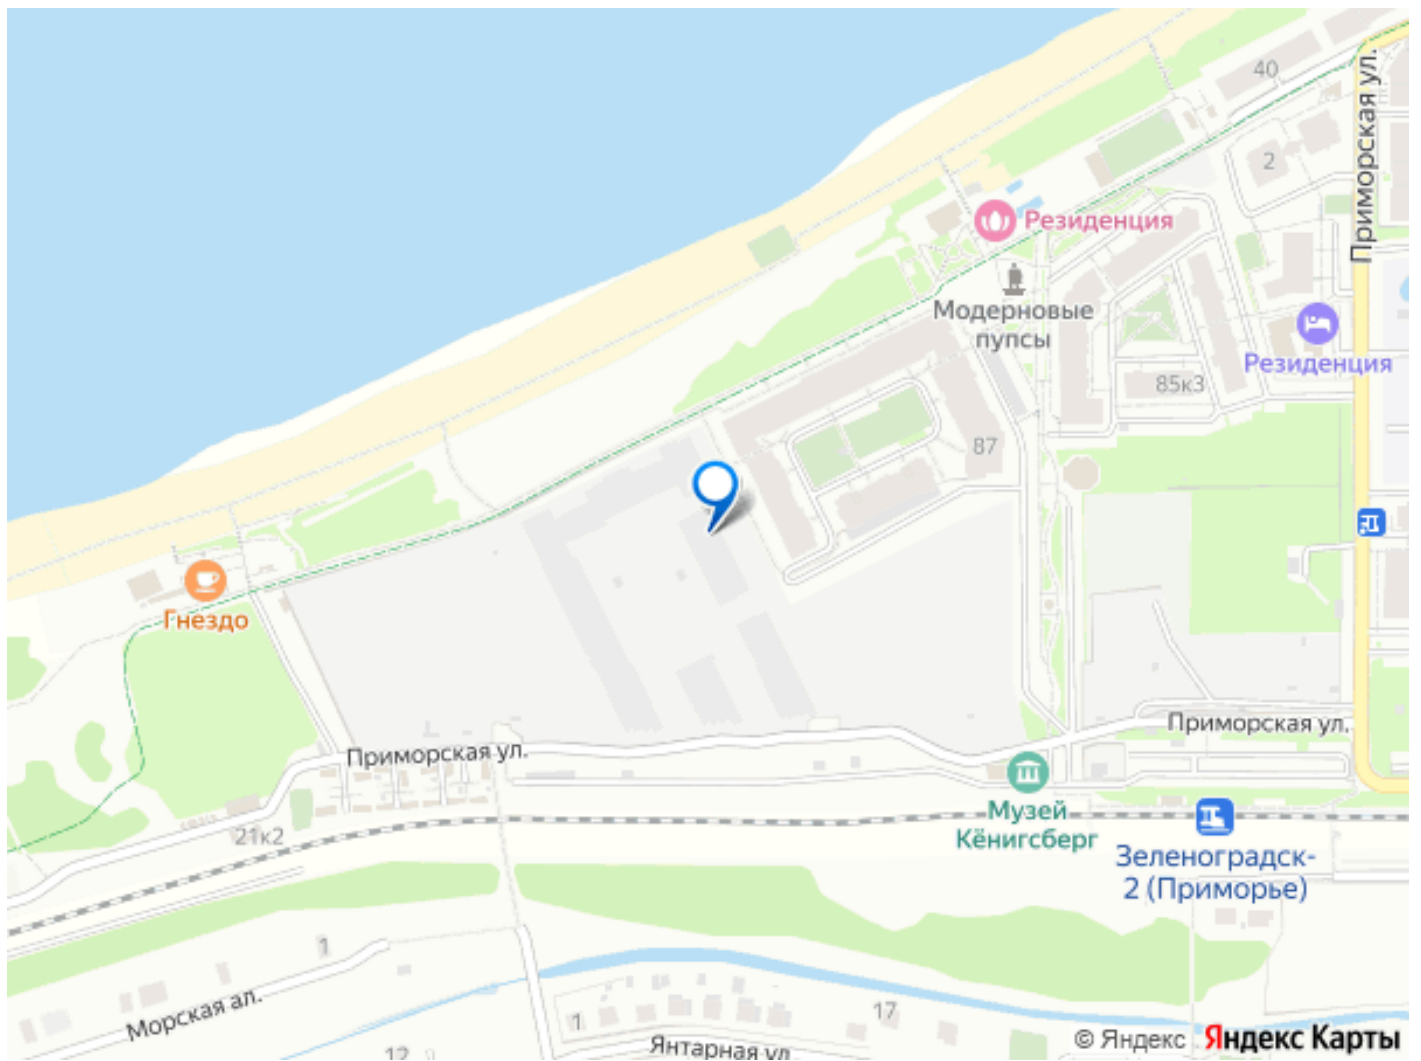 40
Приморская ул.
2
Резиденция
Модерновые
пупсы
Резиденция
85к3
87
Гнездо
Приморская ул.
Приморская ул.
Музей
Кёнигсберг
21к2
Зеленоградск-
2 (Приморье)
1
Морская ал.
17
1
© Яндекс Яндекс Карты
Янтарная ул
12